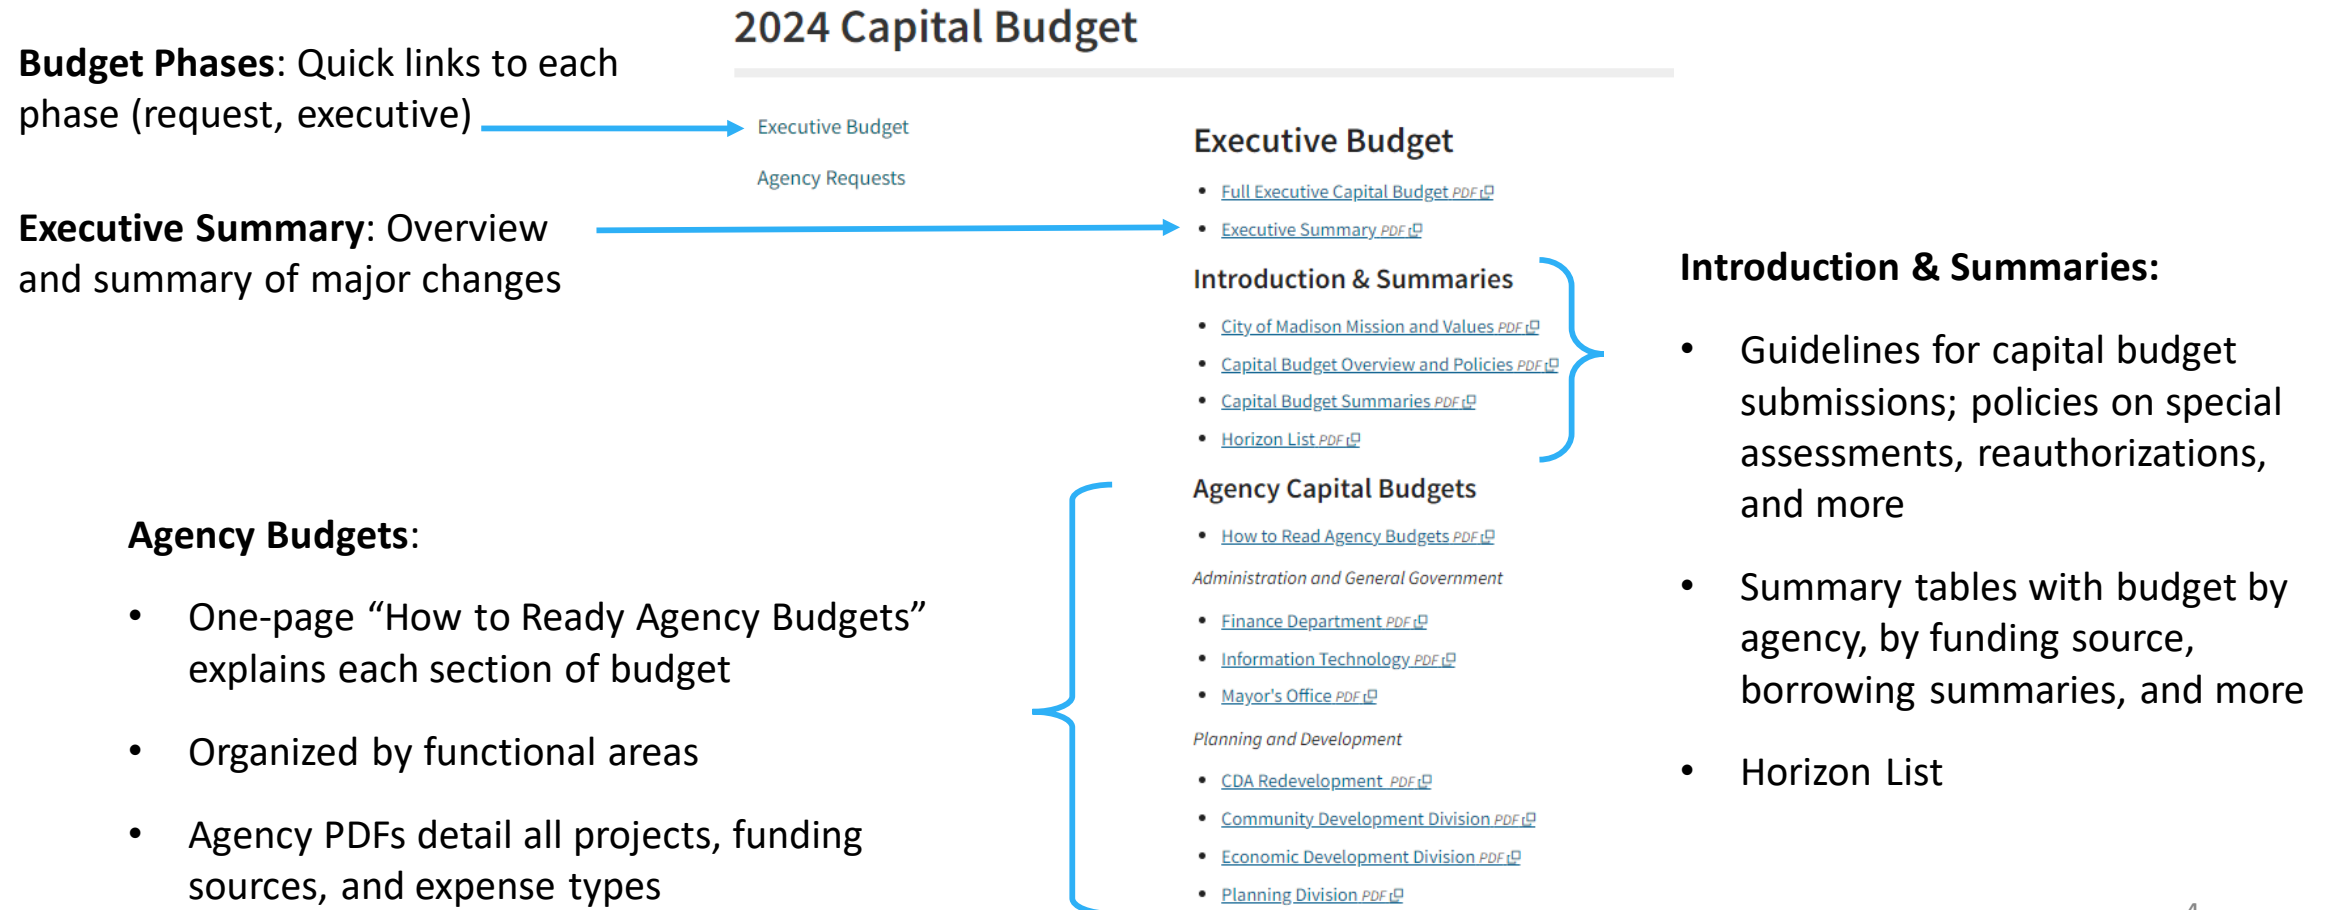 2024 Capital Budget
Budget Phases: Quick links to each
phase (request, executive)
Executive Summary: Overview
and summary of major changes
Agency Budgets:
• One-page “How to Ready Agency Budgets”
explains each section of budget
• Organized by functional areas
• Agency PDFs detail all projects, funding
sources, and expense types
Executive Budget
Agency Requests
Executive Budget
• Full Executive Capital Budget PDF
• Executive Summary PDF
Introduction & Summaries
• City of Madison Mission and Values PDF
• Capital Budget Overview and Policies PDF
• Capital Budget Summaries PDF
• Horizon List PDF
Agency Capital Budgets
• How to Read Agency Budgets PDF
Administration and General Government
• Finance Department PDF
• Information Technology PDF
• Mayor's Office PDF
Planning and Development
• CDA Redevelopment PDF
• Community Development Division PDF
• Economic Development Division PDF
• Planning Division PDF
Introduction & Summaries:
• Guidelines for capital budget
submissions; policies on special
assessments, reauthorizations,
and more
• Summary tables with budget by
agency, by funding source,
borrowing summaries, and more
• Horizon List